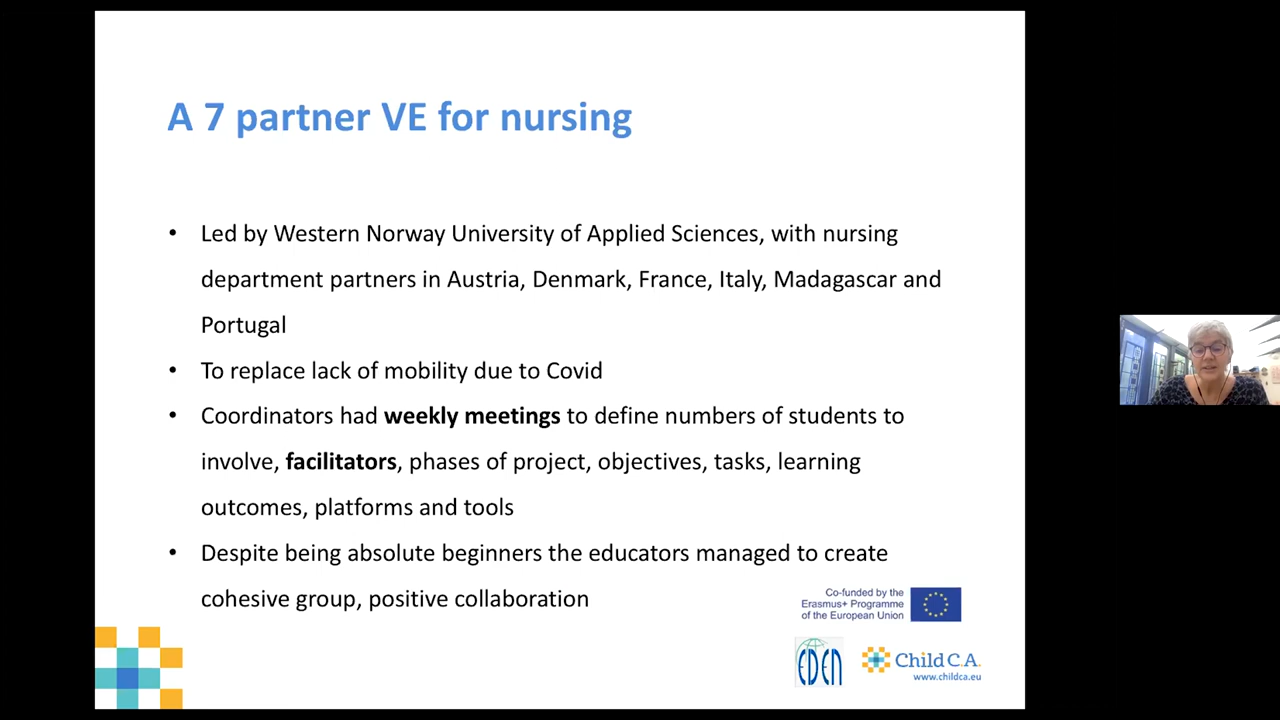 A 7 partner VE for nursing
• Led by Western Norway University of Applied Sciences, with nursing
department partners in Austria, Denmark, France, Italy, Madagascar and
Portugal
• To replace lack of mobility due to Covid
• Coordinators had weekly meetings to define numbers of students to
involve, facilitators, phases of project, objectives, tasks, learning
outcomes, platforms and tools
• Despite being absolute beginners the educators managed to create
cohesive group, positive collaboration
Co-funded by the
Erasmus+ Programme
of the European Union
EDEN
Child C.A.
www.childca.eu